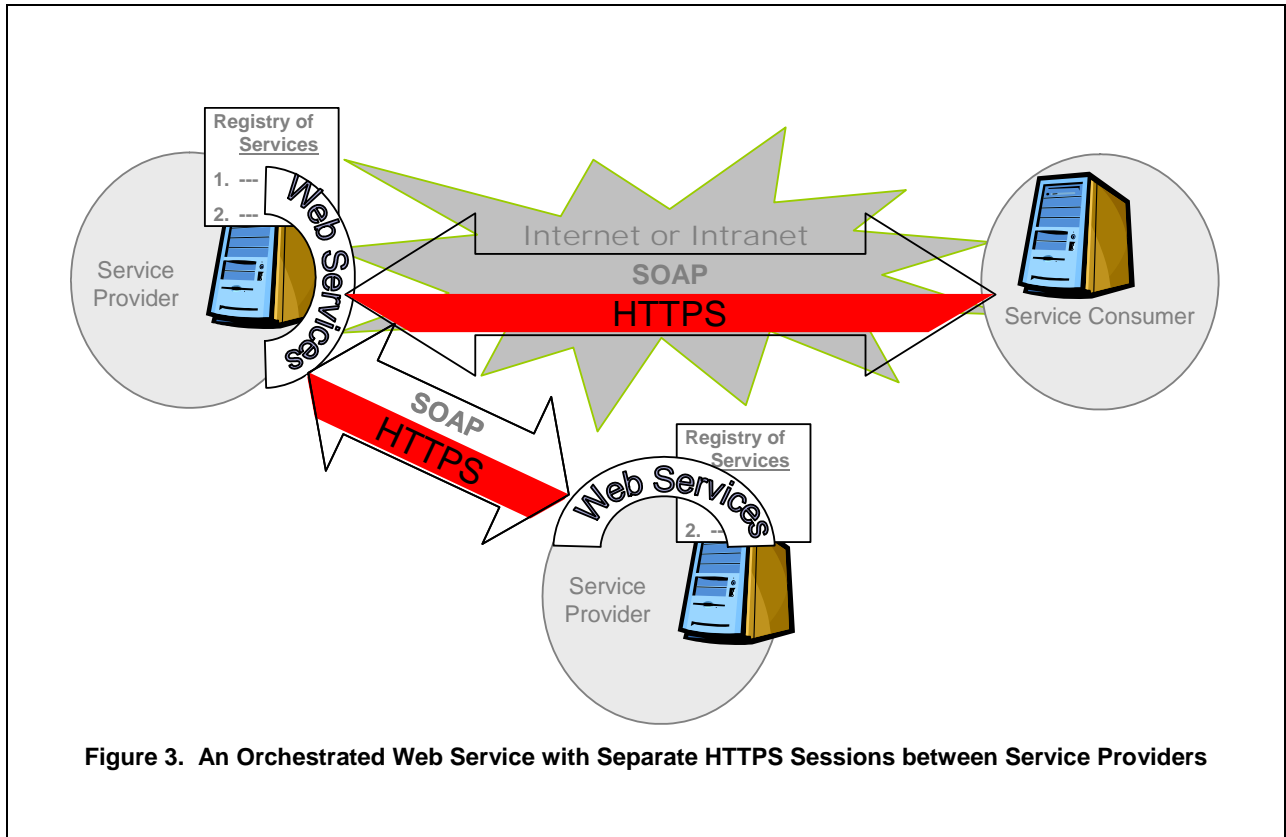 Registry of
Services
1. ---
2. ---
Web Services
Service
Provider
Internet or Intranet
SOAP
HTTPS
Service Consumer
SOAP
HTTPS
Registry of
Services
2. --
Web Services
Service
Provider
Figure 3. An Orchestrated Web Service with Separate HTTPS Sessions between Service Providers